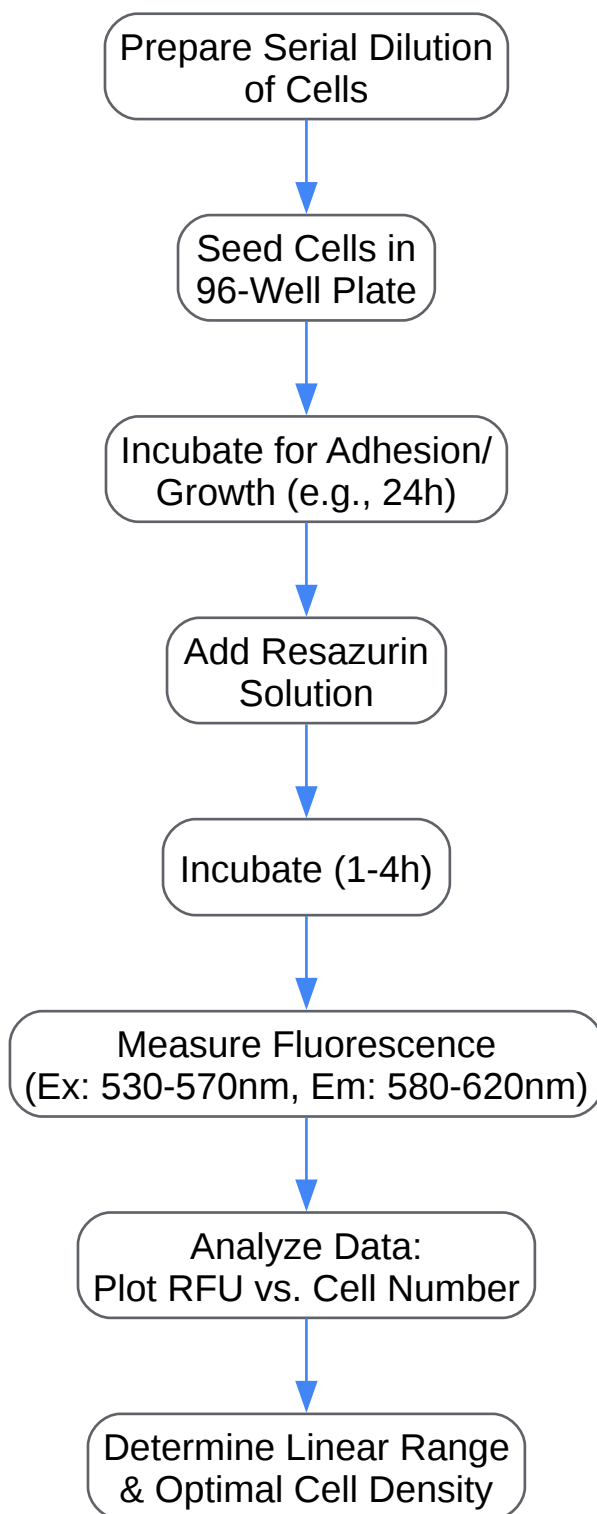 Prepare Serial Dilution
of Cells
Seed Cells in
96-Well Plate
Incubate for Adhesion/
Growth (e.g., 24h)
Add Resazurin
Solution
Incubate (1-4h)
Measure Fluorescence
(Ex: 530-570nm, Em: 580-620nm)
Analyze Data:
Plot RFU vs. Cell Number
Determine Linear Range
& Optimal Cell Density